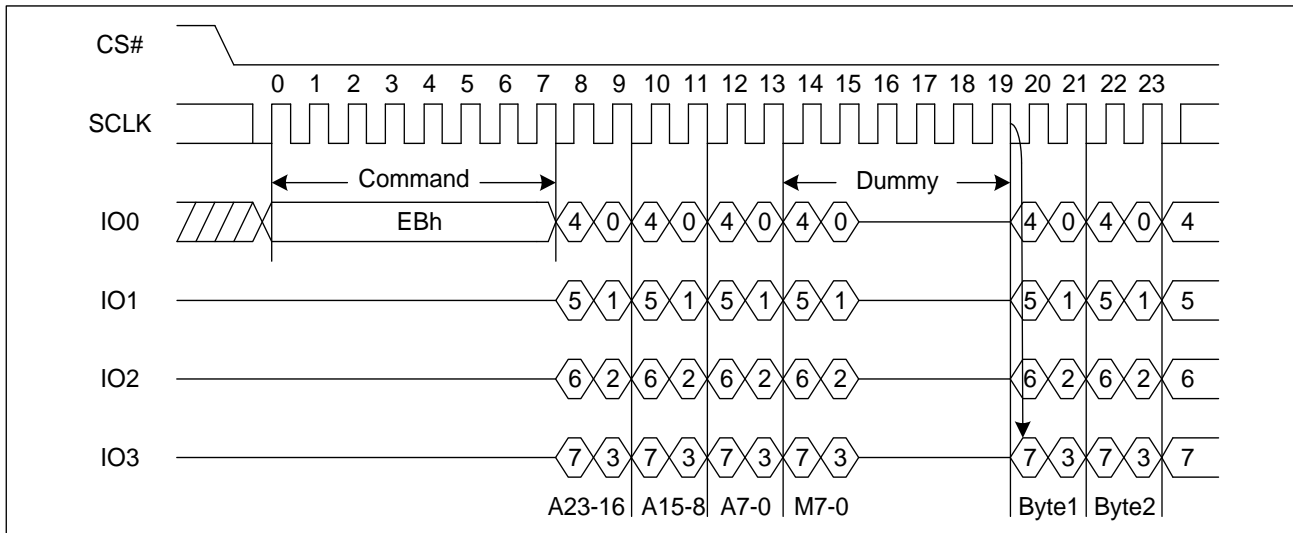 CS#
0 1 2 3 4 5 6 7 8 9 10 11 12 13 14 15 16 17 18 19 20 21 22 23
SCLK
Command Dummy
IO0 EBh 4 0 4 0 4 0 4 0 4 0 4 0 4
IO1 5 1 5 1 5 1 5 1 5 1 5 1 5
IO2 6 2 6 2 6 2 6 2 6 2 6 2 6
IO3 7 3 7 3 7 3 7 3 7 3 7 3 7
A23-16 A15-8 A7-0 M7-0 Byte1 Byte2